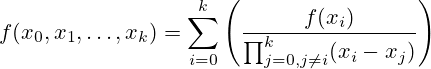 f(x_0, x_1, \ldots, x_k) = \sum_{i=0}^{k} \left( \frac{f(x_i)}{\prod_{j=0, j \neq i}^{k} (x_i - x_j)} \right)